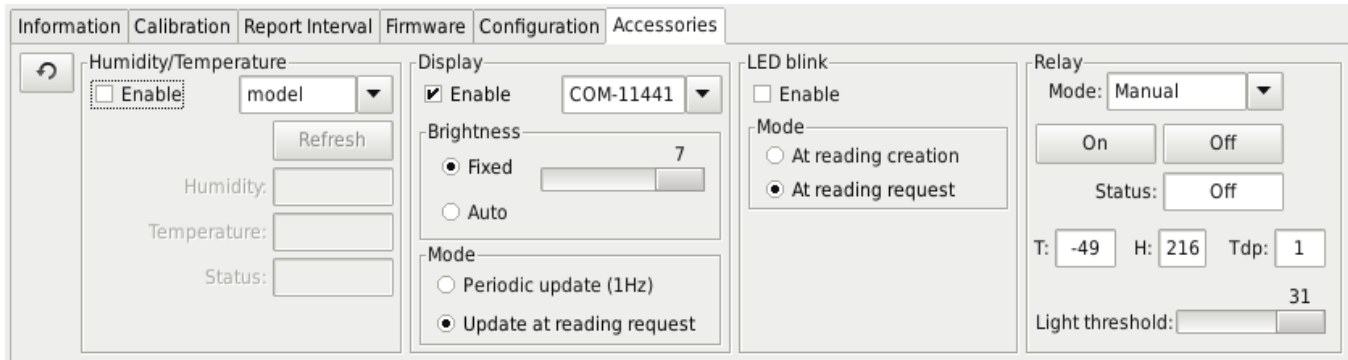 Information Calibration Report Interval Firmware Configuration Accessories
Humidity/Temperature
Enable model
Refresh
Humidity:
Temperature:
Status:
Display
Enable COM-11441
Brightness
Fixed 7
Auto
Mode
Periodic update (1Hz)
Update at reading request
LED blink
Enable
Mode
At reading creation
At reading request
Relay
Mode: Manual
On Off
Status: Off
T: -49 H: 216 Tdp: 1
31
Light threshold: